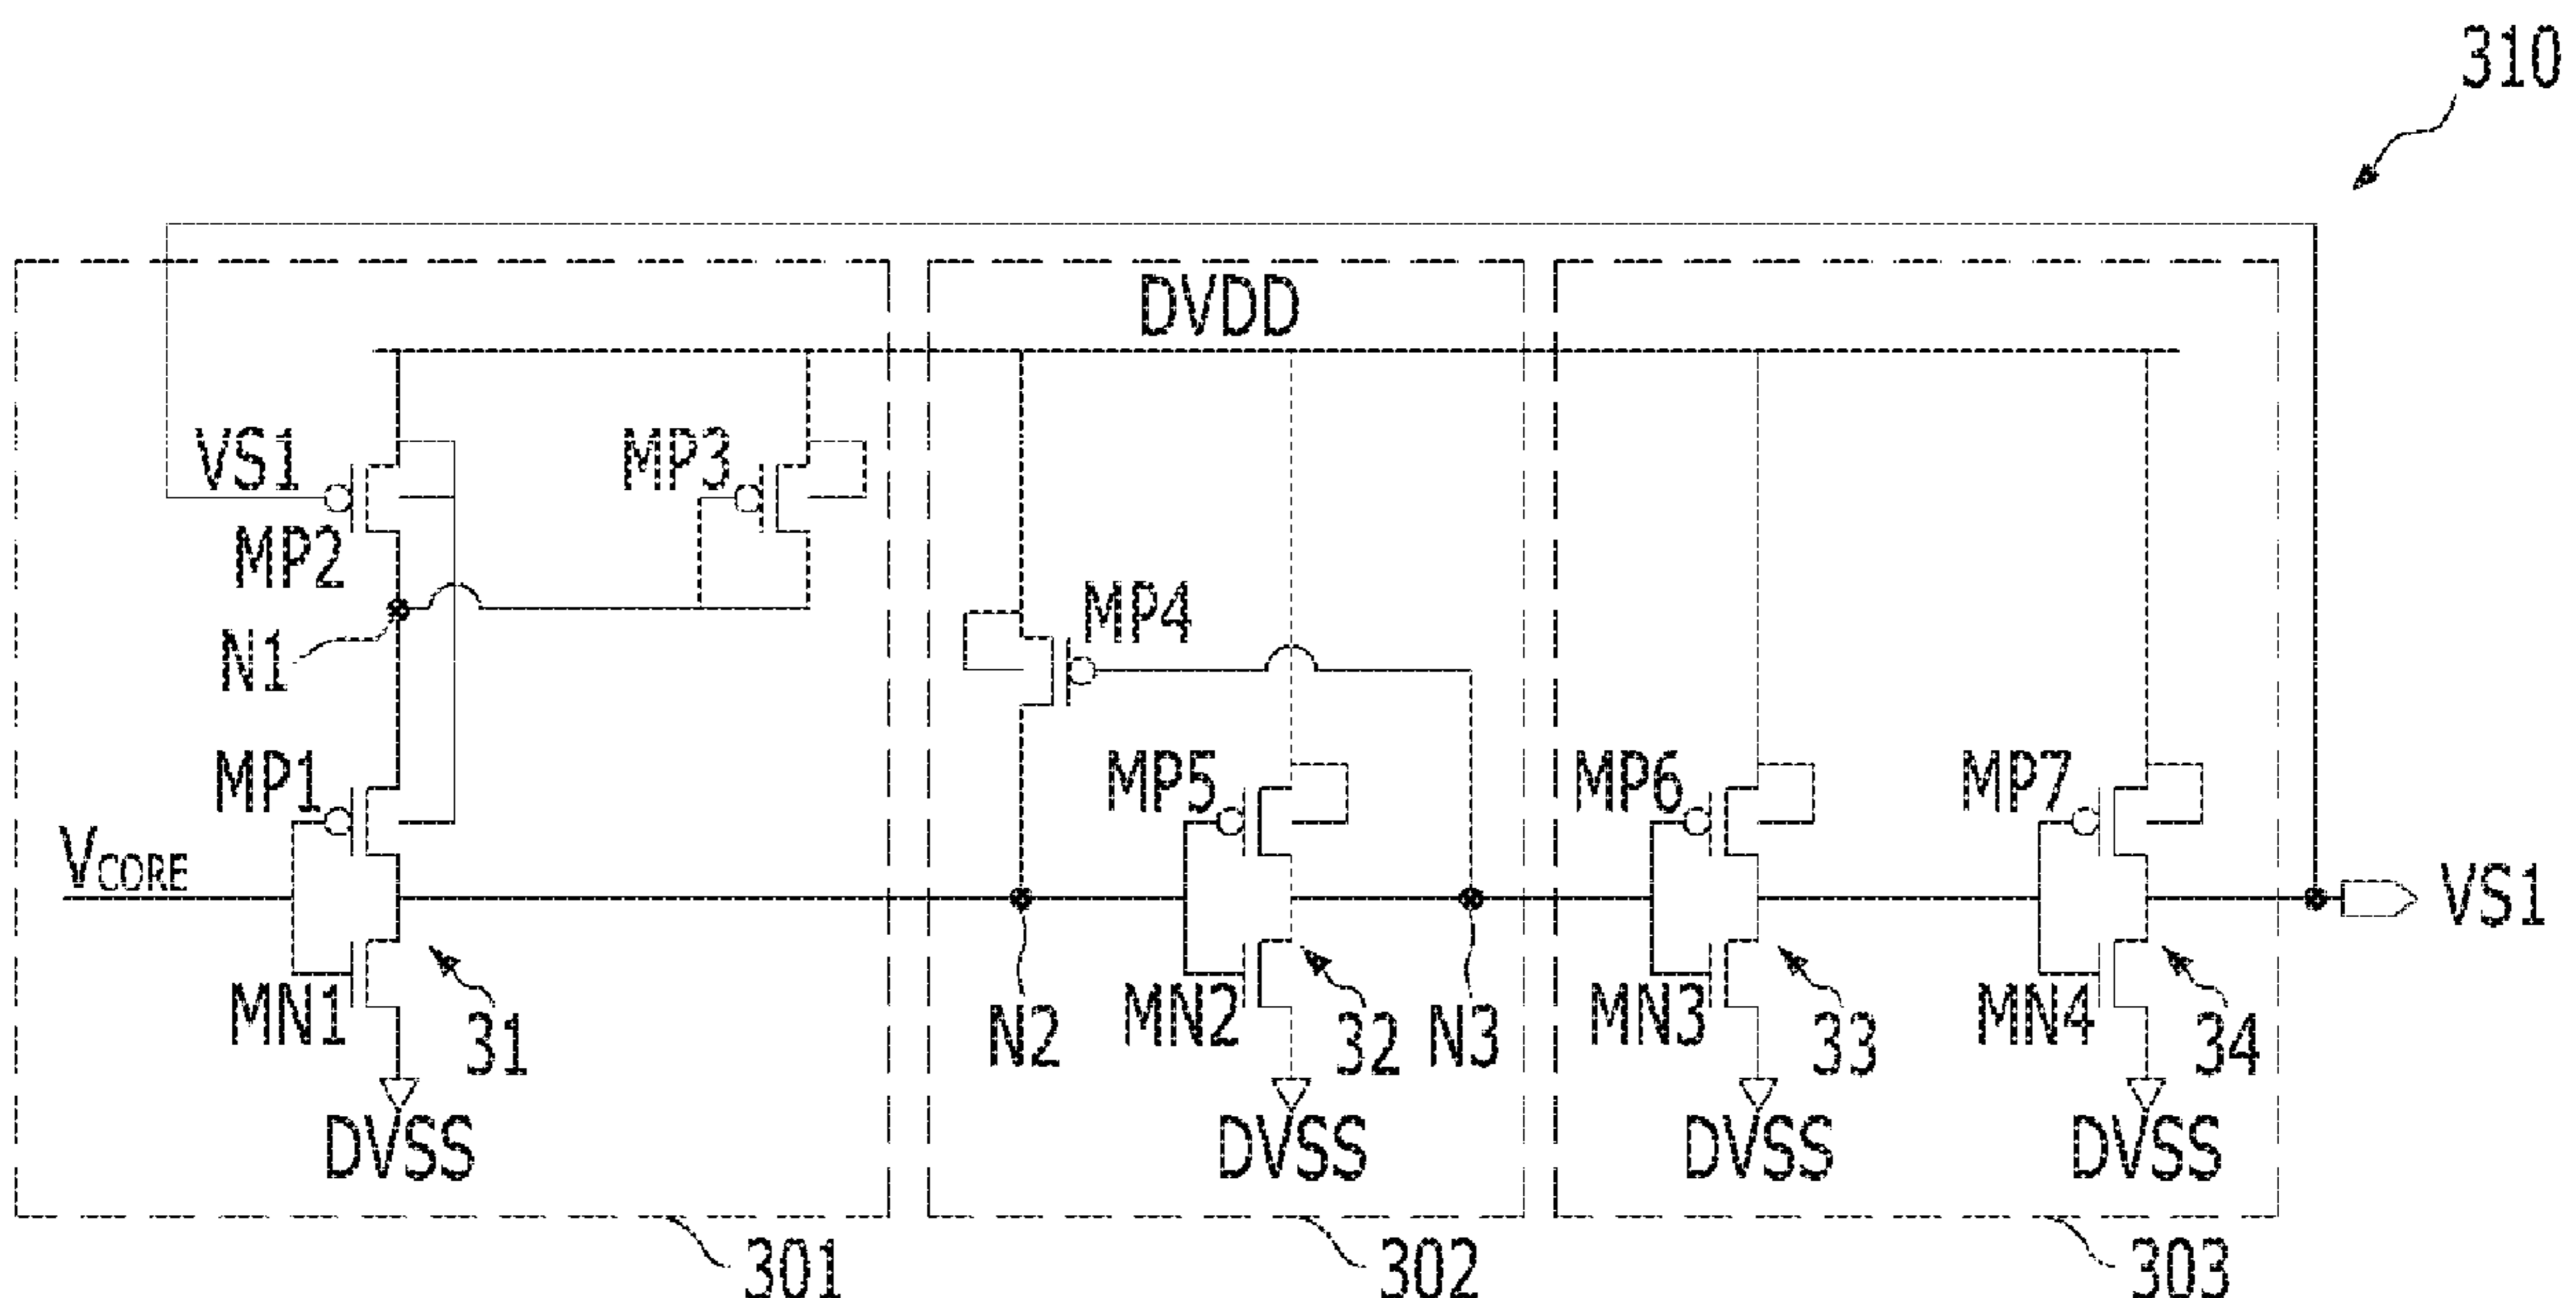 310
DVDD
VS1
MP3
MP2
MP4
N1
MP1
MP5
MP6
MP7
VCORE
VS1
MN1
31
N2
MN2
32
N3
MN3
33
MN4
34
DVSS
DVSS
DVSS
DVSS
301
302
303